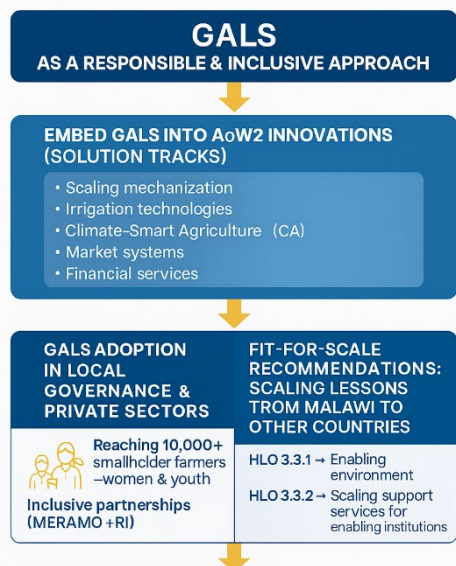 GALS
AS A RESPONSIBLE & INCLUSIVE APPROACH
EMBED GALS INTO AoW2 INNOVATIONS
(SOLUTION TRACKS)
• Scaling mechanization
• Irrigation technologies
• Climate–Smart Agriculture (CA)
• Market systems
• Financial services
GALS ADOPTION
IN LOCAL
GOVERNANCE &
PRIVATE SECTORS
Reaching 10,000+
smallhclder farmers
–women & youth
Inclusive partnerships
(MERAMO +RI)
FIT-FOR-SCALE
RECOMMENDATIONS:
SCALING LESSONS
TROM MALAWI TO
OTHER COUNTRIES
HLO 3.3.1 → Enabling
environment
HLO 3.3.2 → Scaling support
services for
enabling institutions